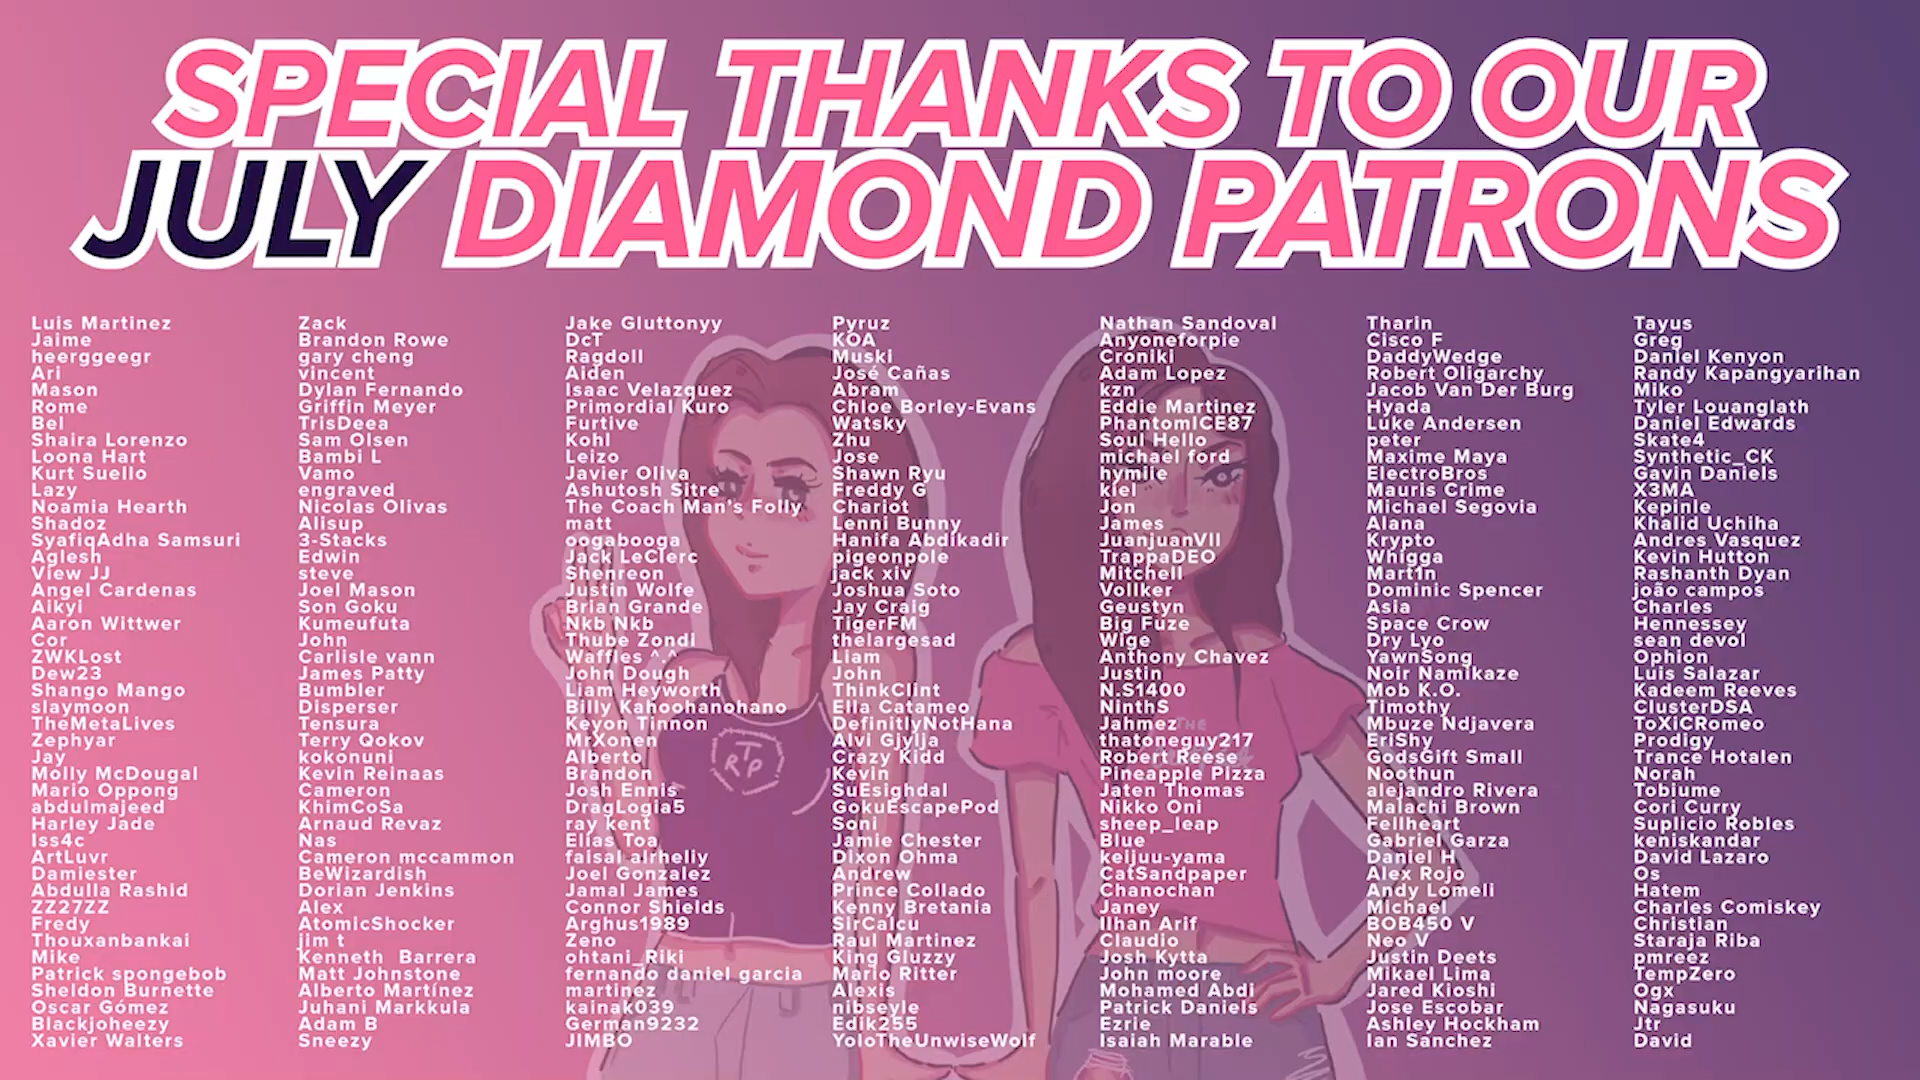 SPECIAL THANKS TO OUR
JULY DIAMOND PATRONS
Luis Martinez
Jaime
heerggeegr
Ari
Mason
Rome
Bel
Shaira Lorenzo
Loona Hart
Kurt Suello
Lazy
Noamia Hearth
Shadoz
SyafiqAdha Samsuri
Aglesh
View JJ
Angel Cardenas
Aikyi
Aaron Wittwer
Cor
ZWKLost
Dew23
Shango Mango
slaymoon
TheMetaLives
Zephyar
Jay
Molly McDougal
Mario Oppong
abdulmajeed
Harley Jade
Iss4c
ArtLuvr
Damiester
Abdulla Rashid
ZZ27ZZ
Fredy
Thouxanbankai
Mike
Patrick spongebob
Sheldon Burnette
Oscar Gómez
Blackjoheezy
Xavier Walters
Zack
Brandon Rowe
gary cheng
vincent
Dylan Fernando
Griffin Meyer
TrisDeea
Sam Olsen
Bambi L
Vamo
engraved
Nicolas Olivas
Alisup
3-Stacks
Edwin
steve
Joel Mason
Son Goku
Kumeufuta
John
Carlisle vann
James Patty
Bumbler
Disperser
Tensura
Terry Qokov
kokonuni
Kevin Reinaas
Cameron
KhimCoSa
Arnaud Revaz
Nas
Cameron mccammon
BeWizardish
Dorian Jenkins
Alex
AtomicShocker
jim t
Kenneth  Barrera
Matt Johnstone
Alberto Martínez
Juhani Markkula
Adam B
Sneezy
Jake Gluttonyy
DcT
Ragdoll
Aiden
Isaac Velazquez
Primordial Kuro
Furtive
Kohl
Leizo
Javier Oliva
Ashutosh Sitre
The Coach Man's Folly
matt
oogabooga
Jack LeClerc
Shenreon
Justin Wolfe
Brian Grande
Nkb Nkb
Thube Zondi
Waffles ^.^
John Dough
Liam Heyworth
Billy Kahoohanohano
Keyon Tinnon
MrXonen
Alberto
Brandon
Josh Ennis
DragLogia5
ray kent
Elias Toa
faisal alrheliy
Joel Gonzalez
Jamal James
Connor Shields
Arghus1989
Zeno
ohtani_Riki
fernando daniel garcia
martinez
kainak039
German9232
JIMBO
Pyruz
KOA
Muski
José Cañas
Abram
Chloe Borley-Evans
Watsky
Zhu
Jose
Shawn Ryu
Freddy G
Chariot
Lenni Bunny
Hanifa Abdikadir
pigeonpole
jack xiv
Joshua Soto
Jay Craig
TigerFM
thelargesad
Liam
John
ThinkClint
Ella Catameo
DefinitlyNotHana
Alvi Gjylja
Crazy Kidd
Kevin
SuEsighdal
GokuEscapePod
Soni
Jamie Chester
Dixon Ohma
Andrew
Prince Collado
Kenny Bretania
SirCalcu
Raul Martinez
King Gluzzy
Mario Ritter
Alexis
nibseyle
Edik255
YoloTheUnwiseWolf
Nathan Sandoval
Anyoneforpie
Croniki
Adam Lopez
kzn
Eddie Martinez
PhantomICE87
Soul Hello
michael ford
hymile
kiel
Jon
James
JuanjuanVII
TrappaDEO
Mitchell
Vollker
Geustyn
Big Fuze
Wige
Anthony Chavez
Justin
N.S1400
NinthS
Jahmez
thatoneguy217
Robert Reese
Pineapple Pizza
Jaten Thomas
Nikko Oni
sheep_leap
Blue
keijuu-yama
CatSandpaper
Chanochan
Janey
Ilhan Arif
Claudio
Josh Kytta
John moore
Mohamed Abdi
Patrick Daniels
Ezrie
Isaiah Marable
Tharin
Cisco F
DaddyWedge
Robert Oligarchy
Jacob Van Der Burg
Hyada
Luke Andersen
peter
Maxime Maya
ElectroBros
Mauris Crime
Michael Segovia
Alana
Krypto
Whigga
Mart1n
Dominic Spencer
Asia
Space Crow
Dry Lyo
YawnSong
Noir Namikaze
Mob K.O.
Timothy
Mbuze Ndjavera
EriShy
GodsGift Small
Noothun
alejandro Rivera
Malachi Brown
Fellheart
Gabriel Garza
Daniel H
Alex Rojo
Andy Lomeli
Michael
BOB450 V
Neo V
Justin Deets
Mikael Lima
Jared Kioshi
Jose Escobar
Ashley Hockham
Ian Sanchez
Tayus
Greg
Daniel Kenyon
Randy Kapangyarihan
Miko
Tyler Louanglath
Daniel Edwards
Skate4
Synthetic_CK
Gavin Daniels
X3MA
Kepinle
Khalid Uchiha
Andres Vasquez
Kevin Hutton
Rashanth Dyan
joão campos
Charles
Hennessey
sean devol
Ophion
Luis Salazar
Kadeem Reeves
ClusterDSA
ToXiCRomeo
Prodigy
Trance Hotalen
Norah
Tobiume
Cori Curry
Suplicio Robles
keniskandar
David Lazaro
Os
Hatem
Charles Comiskey
Christian
Staraja Riba
pmreez
TempZero
Ogx
Nagasuku
Jtr
David
TRP
THE